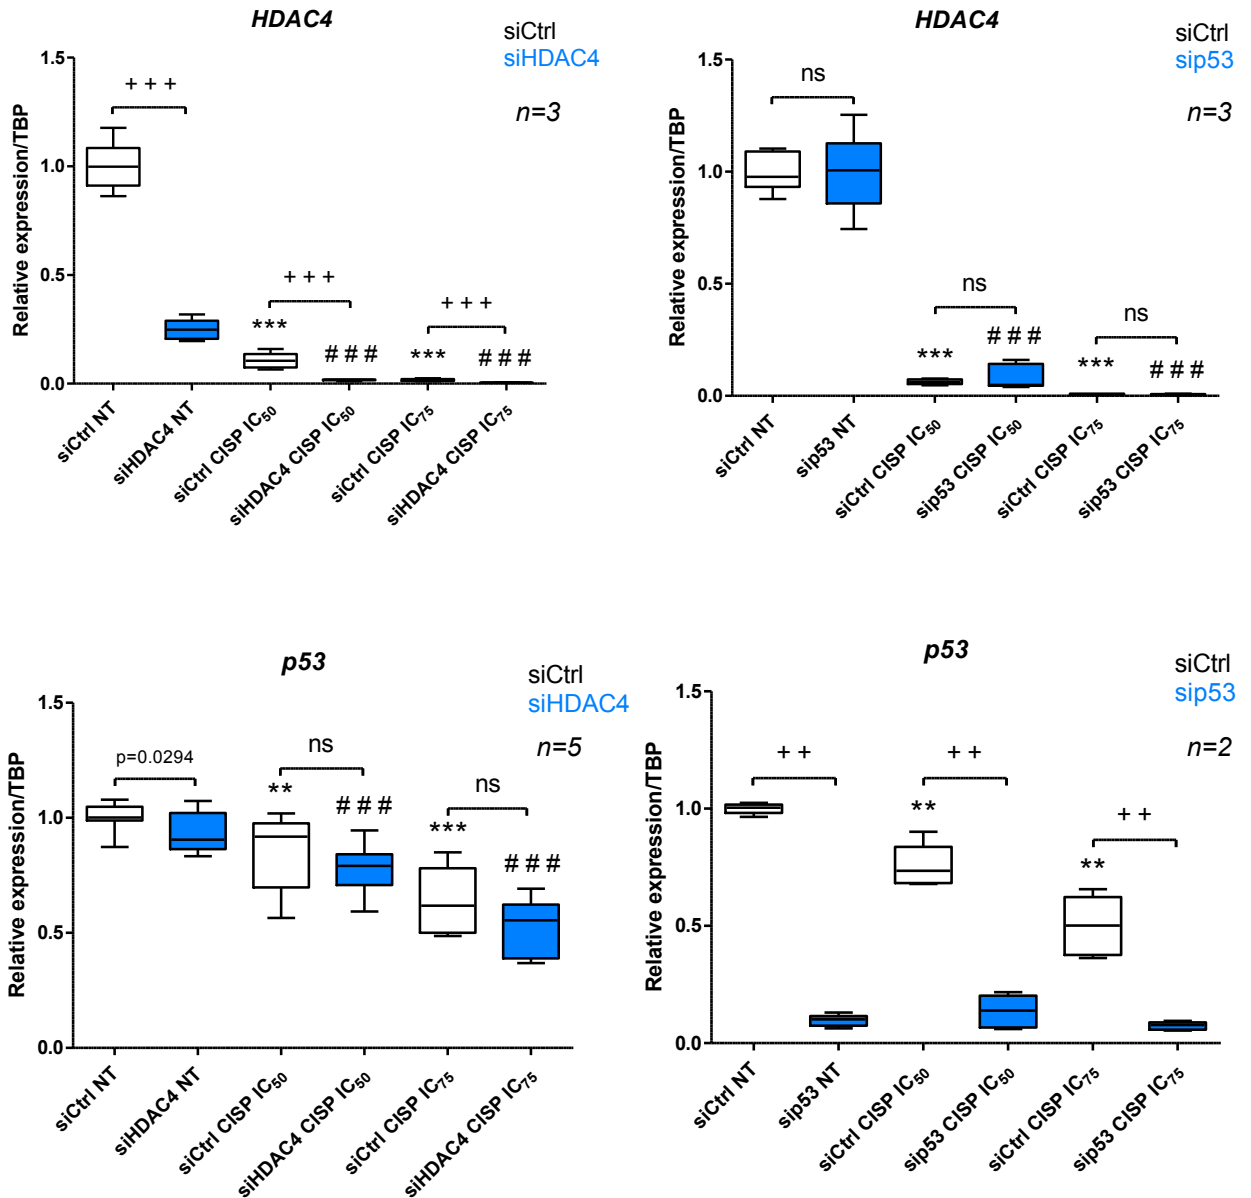 HDAC4
siCtrl
siHDAC4
n=3
Relative expression/TBP
1.5
1.0
0.5
0.0
+ + +
+ + +
+ + +
***
# # #
***
# # #
siCtrl NT
siHDAC4 NT
siCtrl CISP IC50
siHDAC4 CISP IC50
siCtrl CISP IC75
siHDAC4 CISP IC75
HDAC4
siCtrl
sip53
n=3
Relative expression/TBP
1.5
1.0
0.5
0.0
ns
ns
ns
***
# # #
***
# # #
siCtrl NT
sip53 NT
siCtrl CISP IC50
sip53 CISP IC50
siCtrl CISP IC75
sip53 CISP IC75
p53
siCtrl
siHDAC4
n=5
Relative expression/TBP
1.5
1.0
0.5
0.0
p=0.0294
ns
ns
**
# # #
***
# # #
siCtrl NT
siHDAC4 NT
siCtrl CISP IC50
siHDAC4 CISP IC50
siCtrl CISP IC75
siHDAC4 CISP IC75
p53
siCtrl
sip53
n=2
Relative expression/TBP
1.5
1.0
0.5
0.0
+ +
+ +
+ +
**
**
siCtrl NT
sip53 NT
siCtrl CISP IC50
sip53 CISP IC50
siCtrl CISP IC75
sip53 CISP IC75